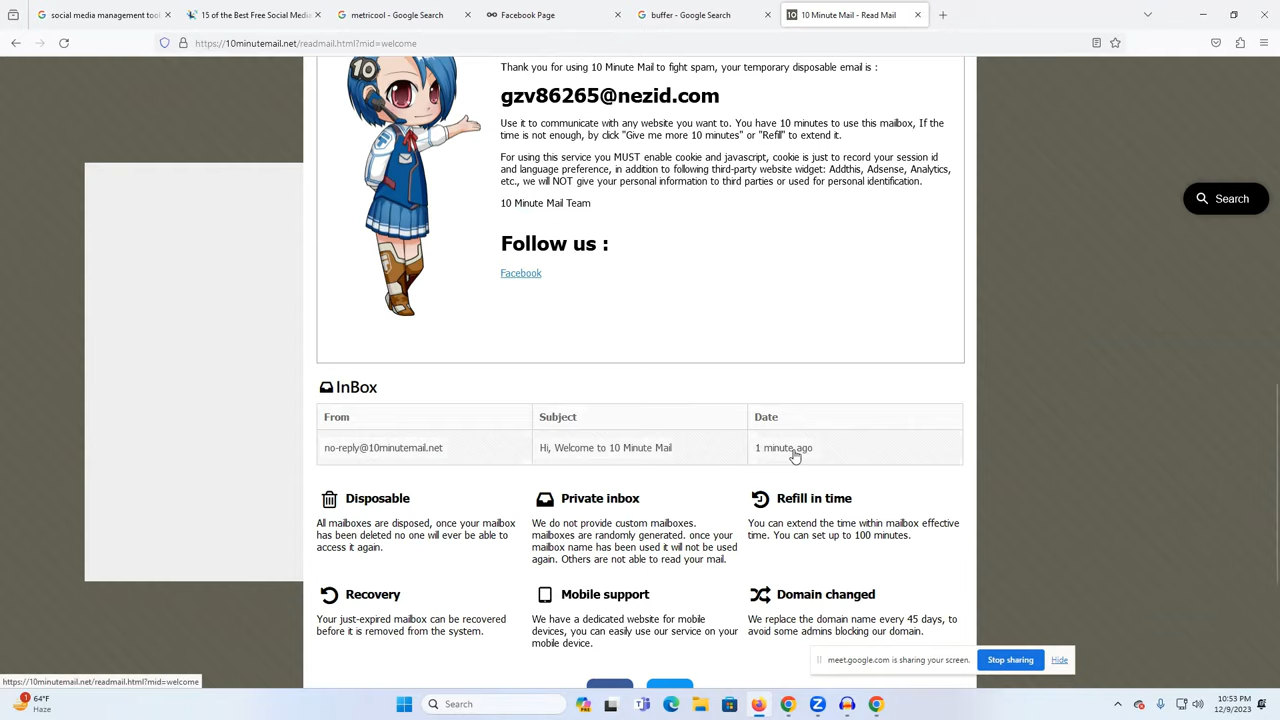 social media management tool
15 of the Best Free Social Media
metricool - Google Search
Facebook Page
buffer - Google Search
10 Minute Mail - Read Mail
https://10minutemail.net/readmail.html?mid=welcome
10
Thank you for using 10 Minute Mail to fight spam, your temporary disposable email is :
gzv86265@nezid.com
Use it to communicate with any website you want to. You have 10 minutes to use this mailbox, If the
time is not enough, by click "Give me more 10 minutes" or "Refill" to extend it.
For using this service you MUST enable cookie and javascript, cookie is just to record your session id
and language preference, in addition to following third-party website widget: Addthis, Adsense, Analytics,
etc., we will NOT give your personal information to third parties or used for personal identification.
10 Minute Mail Team
Follow us :
Facebook
Search
InBox
From Subject Date
no-reply@10minutemail.net Hi, Welcome to 10 Minute Mail 1 minute ago
Disposable
All mailboxes are disposed, once your mailbox
has been deleted no one will ever be able to
access it again.
Private inbox
We do not provide custom mailboxes.
mailboxes are randomly generated. once your
mailbox name has been used it will not be used
again. Others are not able to read your mail.
Refill in time
You can extend the time within mailbox effective
time. You can set up to 100 minutes.
Recovery
Your just-expired mailbox can be recovered
before it is removed from the system.
Mobile support
We have a dedicated website for mobile
devices, you can easily use our service on your
mobile device.
Domain changed
We replace the domain name every 45 days, to
avoid some admins blocking our domain.
meet.google.com is sharing your screen.
Stop sharing
Hide
https://10minutemail.net/readmail.html?mid=welcome
1
64°F
Haze
Search
10:53 PM
12/9/2023